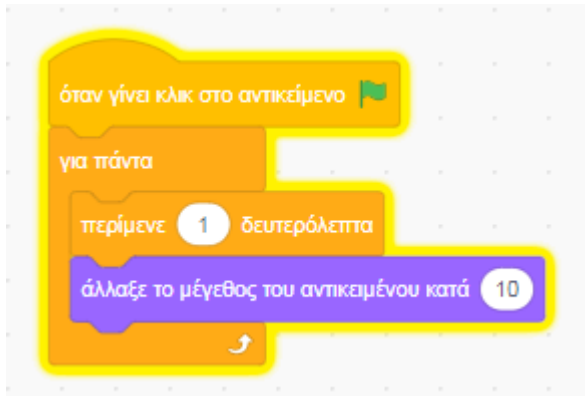 όταν γίνει κλικ στο αντικείμενο
για πάντα
περίμενε 1 δευτερόλεπτα
άλλαξε το μέγεθος του αντικειμένου κατά 10